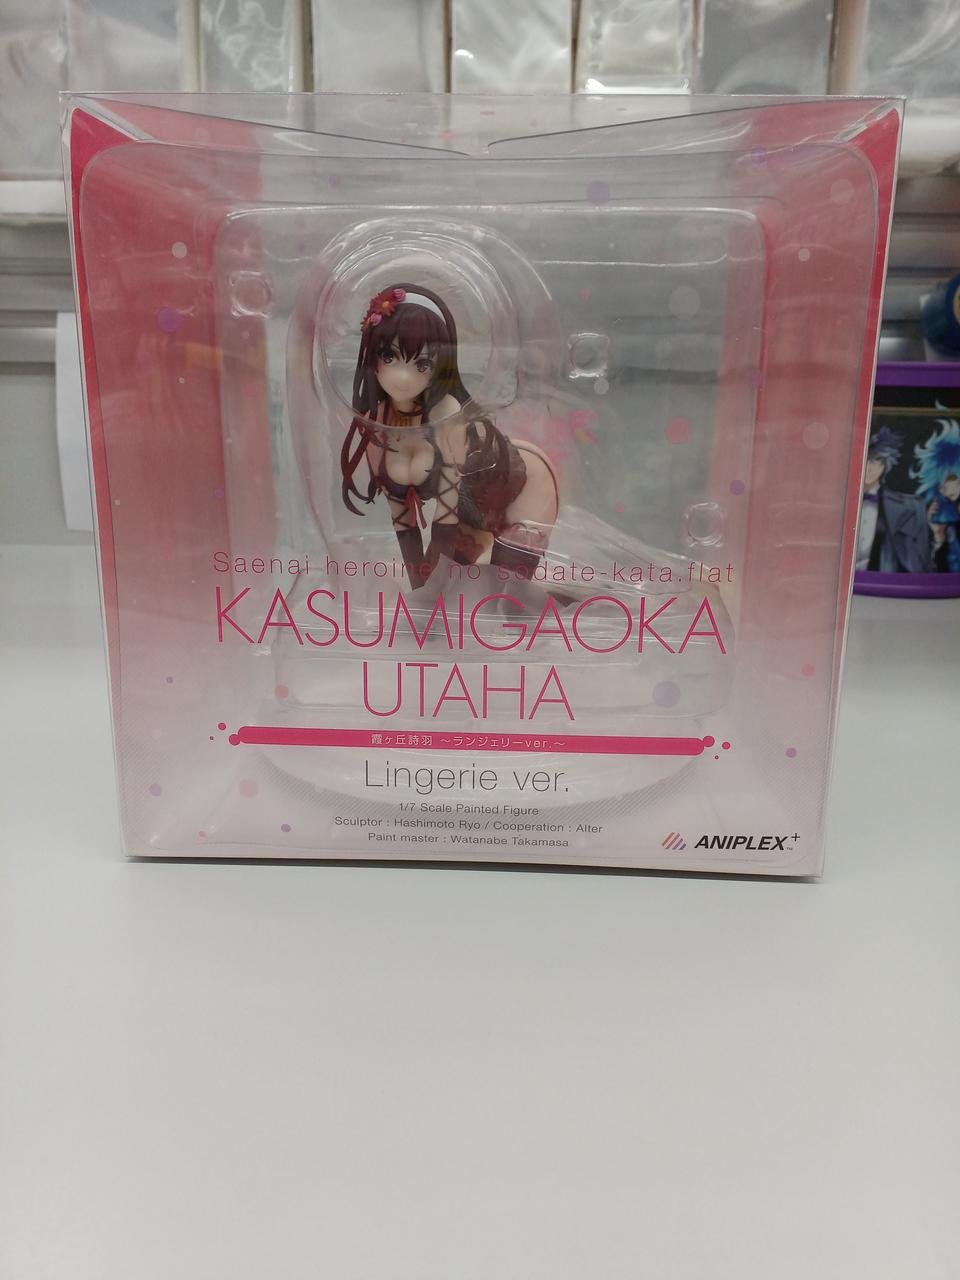 Saenai heroine no sodate-kata.flat
KASUMIGAOKA
UTAHA
霞ヶ丘詩羽 ～ランジェリーver.～
Lingerie ver.
1/7 Scale Painted Figure
Sculptor : Hashimoto Ryo / Cooperation : Alter
Paint master : Watanabe Takamasa
ANIPLEX+™